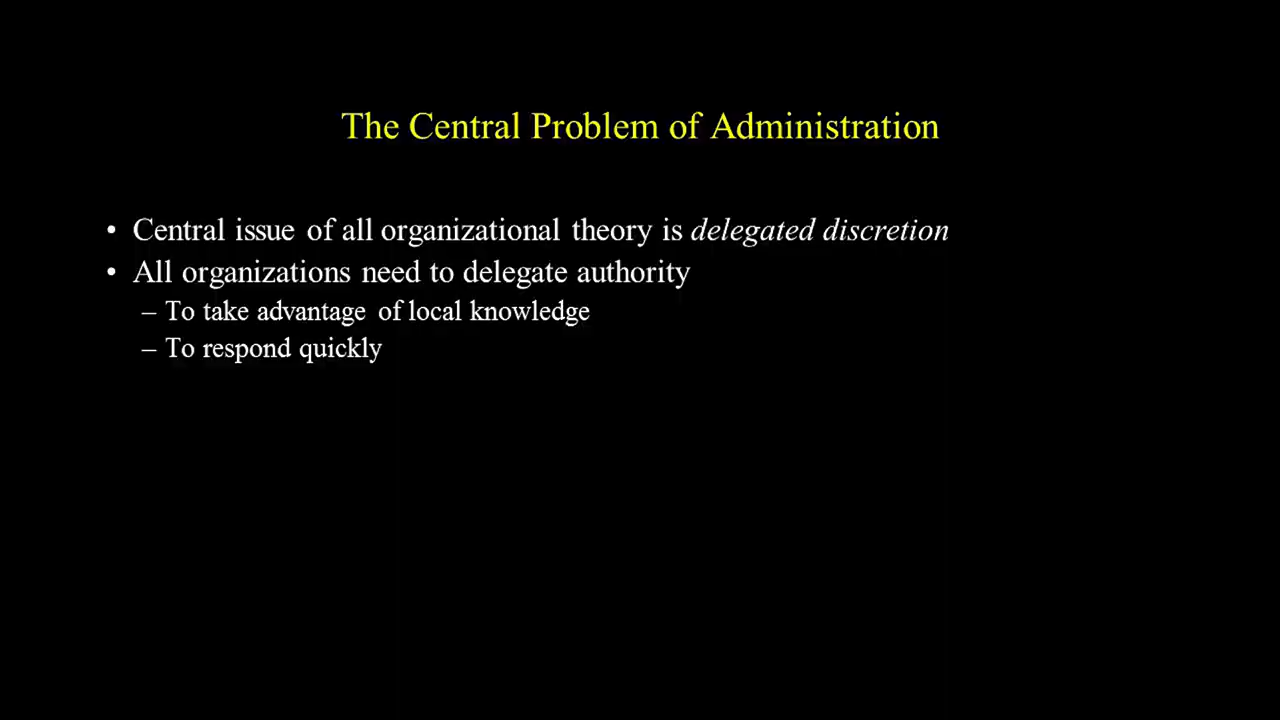 The Central Problem of Administration
• Central issue of all organizational theory is delegated discretion
• All organizations need to delegate authority
– To take advantage of local knowledge
– To respond quickly